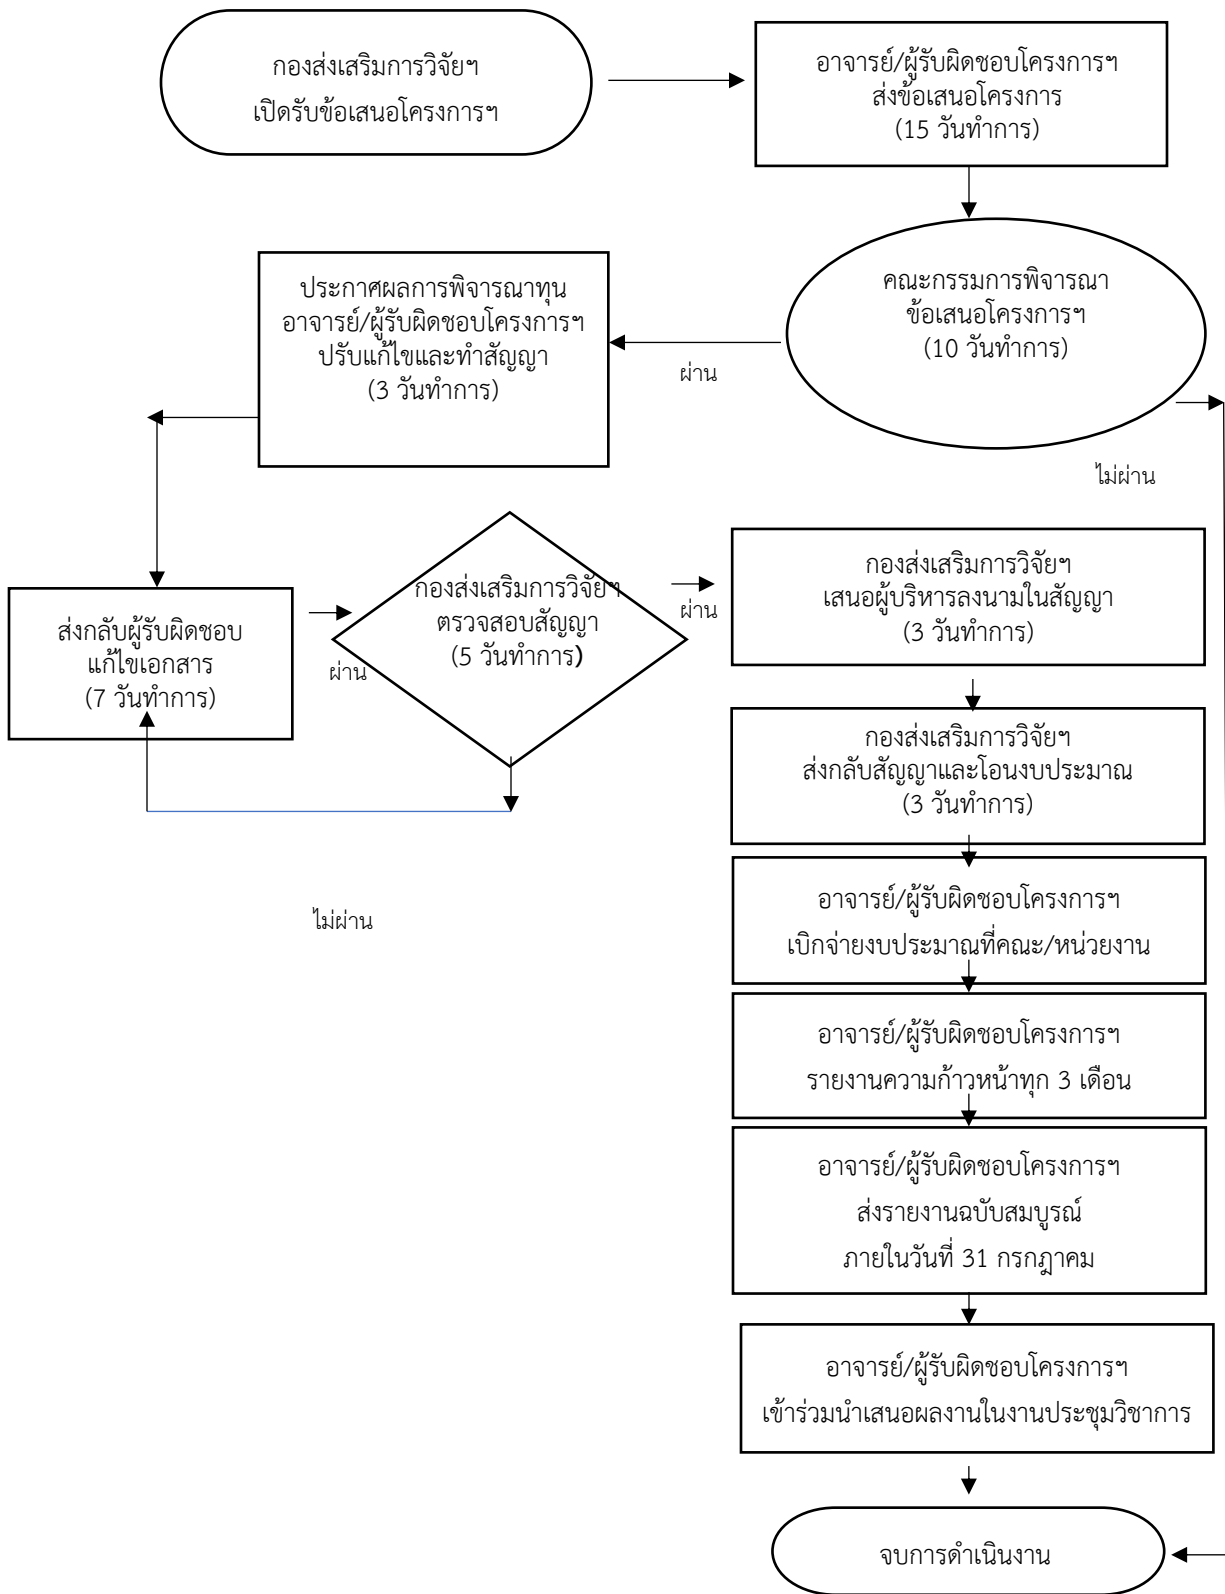 กองส่งเสริมการวิจัยฯ
เปิดรับข้อเสนอโครงการฯ
อาจารย์/ผู้รับผิดชอบโครงการฯ
ส่งข้อเสนอโครงการ
(15 วันทำการ)
คณะกรรมการพิจารณา
ข้อเสนอโครงการฯ
(10 วันทำการ)
ผ่าน
ไม่ผ่าน
ประกาศผลการพิจารณาทุน
อาจารย์/ผู้รับผิดชอบโครงการฯ
ปรับแก้ไขและทำสัญญา
(3 วันทำการ)
ส่งกลับผู้รับผิดชอบ
แก้ไขเอกสาร
(7 วันทำการ)
ผ่าน
กองส่งเสริมการวิจัยฯ
ตรวจสอบสัญญา
(5 วันทำการ)
ผ่าน
ไม่ผ่าน
กองส่งเสริมการวิจัยฯ
เสนอผู้บริหารลงนามในสัญญา
(3 วันทำการ)
กองส่งเสริมการวิจัยฯ
ส่งกลับสัญญาและโอนงบประมาณ
(3 วันทำการ)
อาจารย์/ผู้รับผิดชอบโครงการฯ
เบิกจ่ายงบประมาณที่คณะ/หน่วยงาน
อาจารย์/ผู้รับผิดชอบโครงการฯ
รายงานความก้าวหน้าทุก 3 เดือน
อาจารย์/ผู้รับผิดชอบโครงการฯ
ส่งรายงานฉบับสมบูรณ์
ภายในวันที่ 31 กรกฎาคม
อาจารย์/ผู้รับผิดชอบโครงการฯ
เข้าร่วมนำเสนอผลงานในงานประชุมวิชาการ
จบการดำเนินงาน